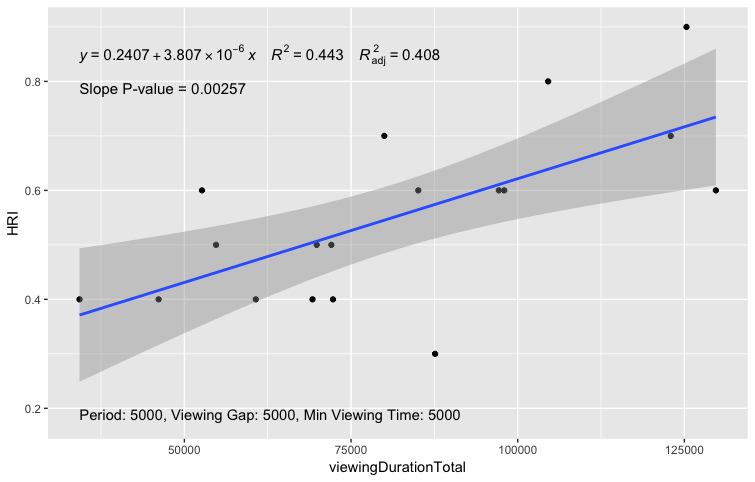 y = 0.2407 + 3.807 × 10⁻⁶ x   R² = 0.443   R²adj = 0.408
Slope P-value = 0.00257
0.8
0.6
HRI
0.4
0.2
Period: 5000, Viewing Gap: 5000, Min Viewing Time: 5000
50000 75000 100000 125000
viewingDurationTotal